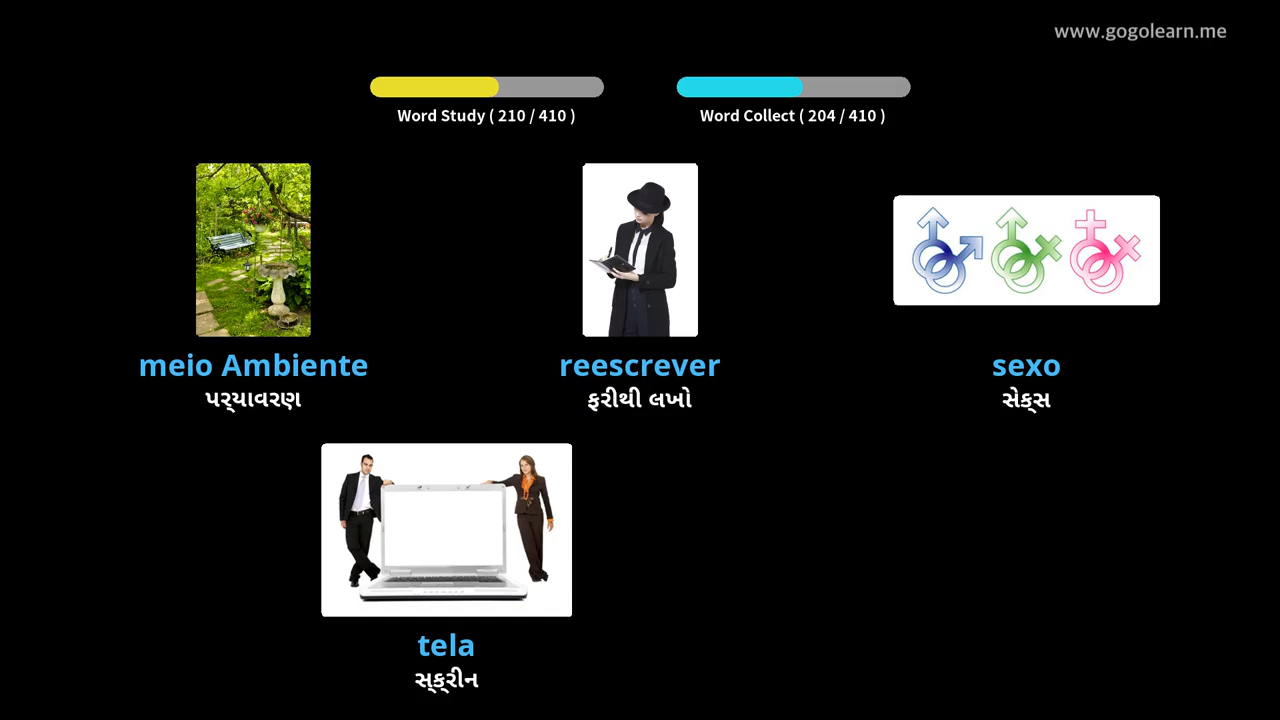 www.gogolearn.me
Word Study ( 210 / 410 )
Word Collect ( 204 / 410 )
meio Ambiente
પર્યાવરણ
reescrever
ફરીથી લખો
sexo
સેક્સ
tela
સ્ક્રીન